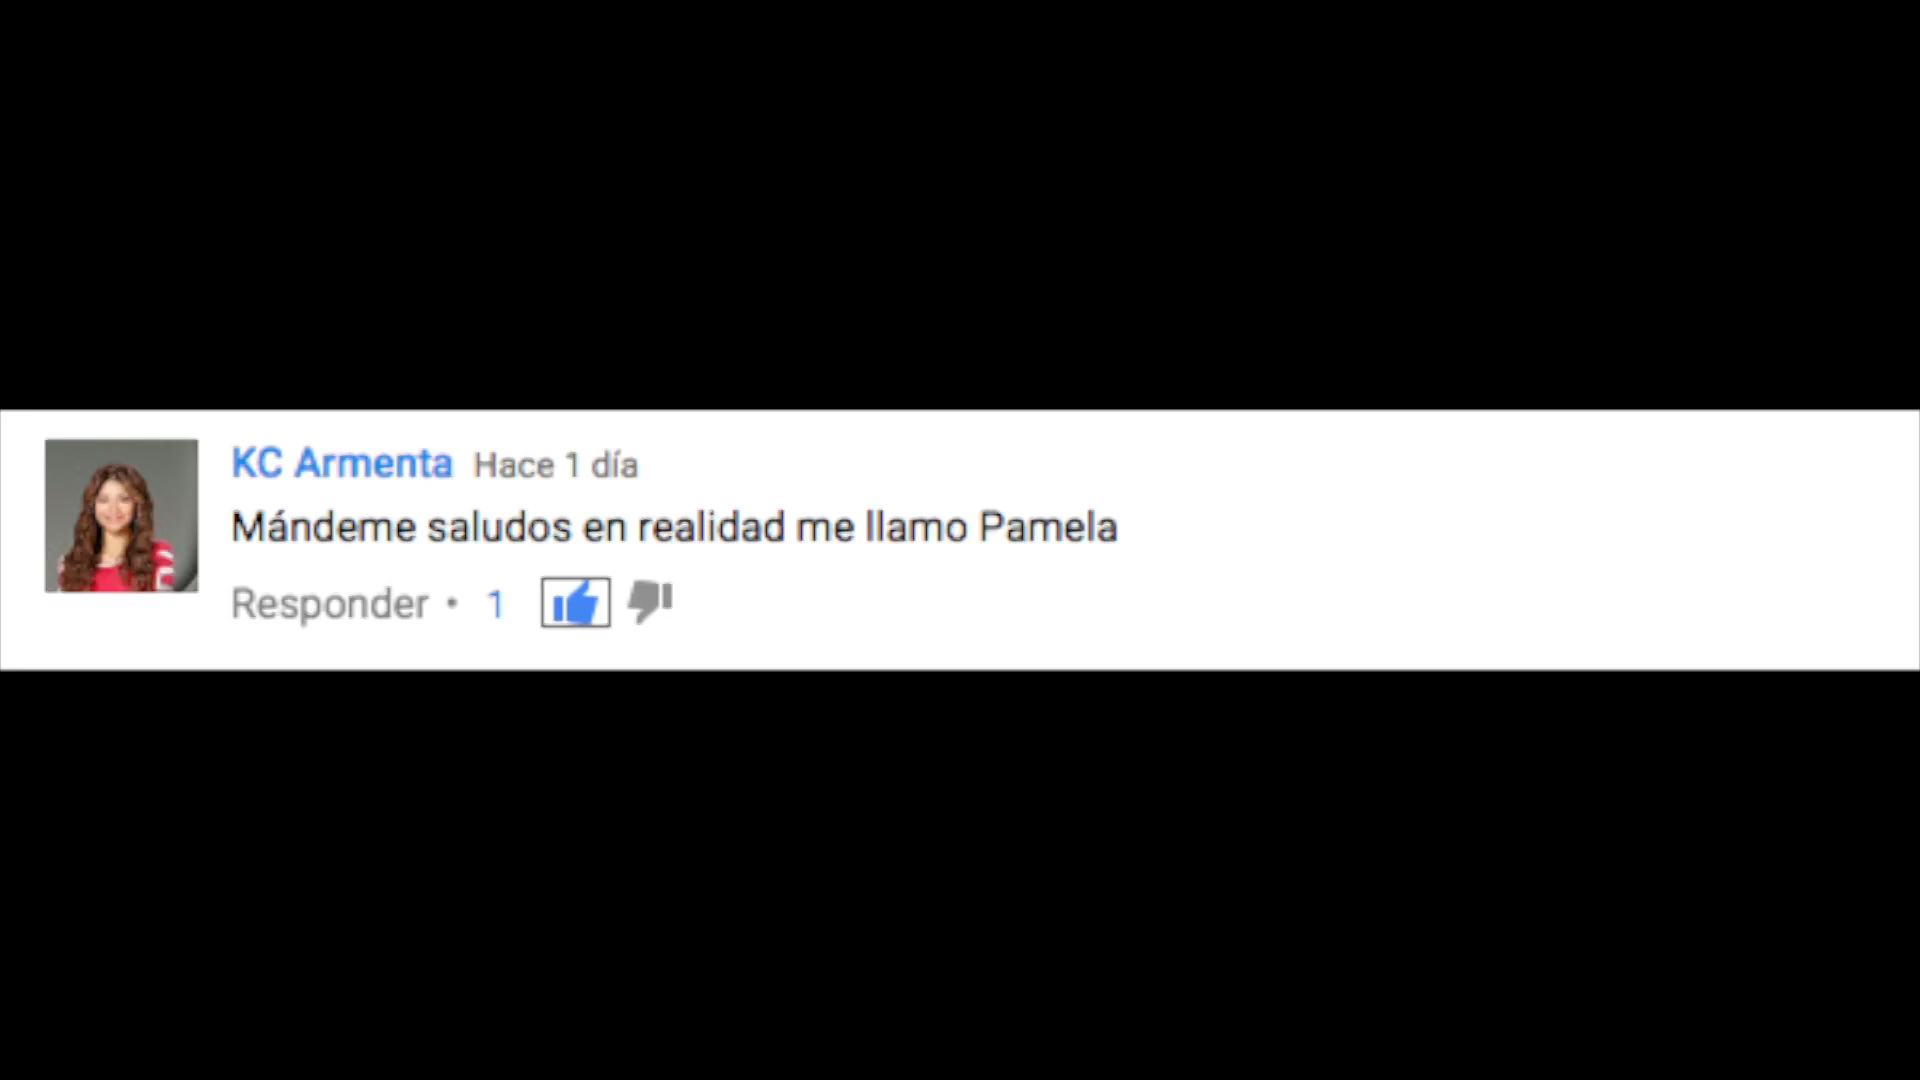 KC Armenta Hace 1 día
Mándeme saludos en realidad me llamo Pamela
Responder • 1